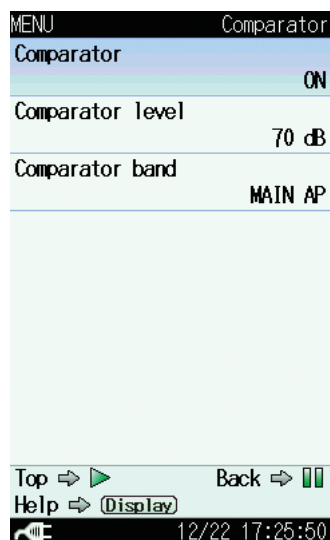 MENU Comparator
Comparator
ON
Comparator level
70 dB
Comparator band
MAIN AP
Top ⇨ ▷ Back ⇨ ▯▯
Help ⇨ (Display)
12/22 17:25:50